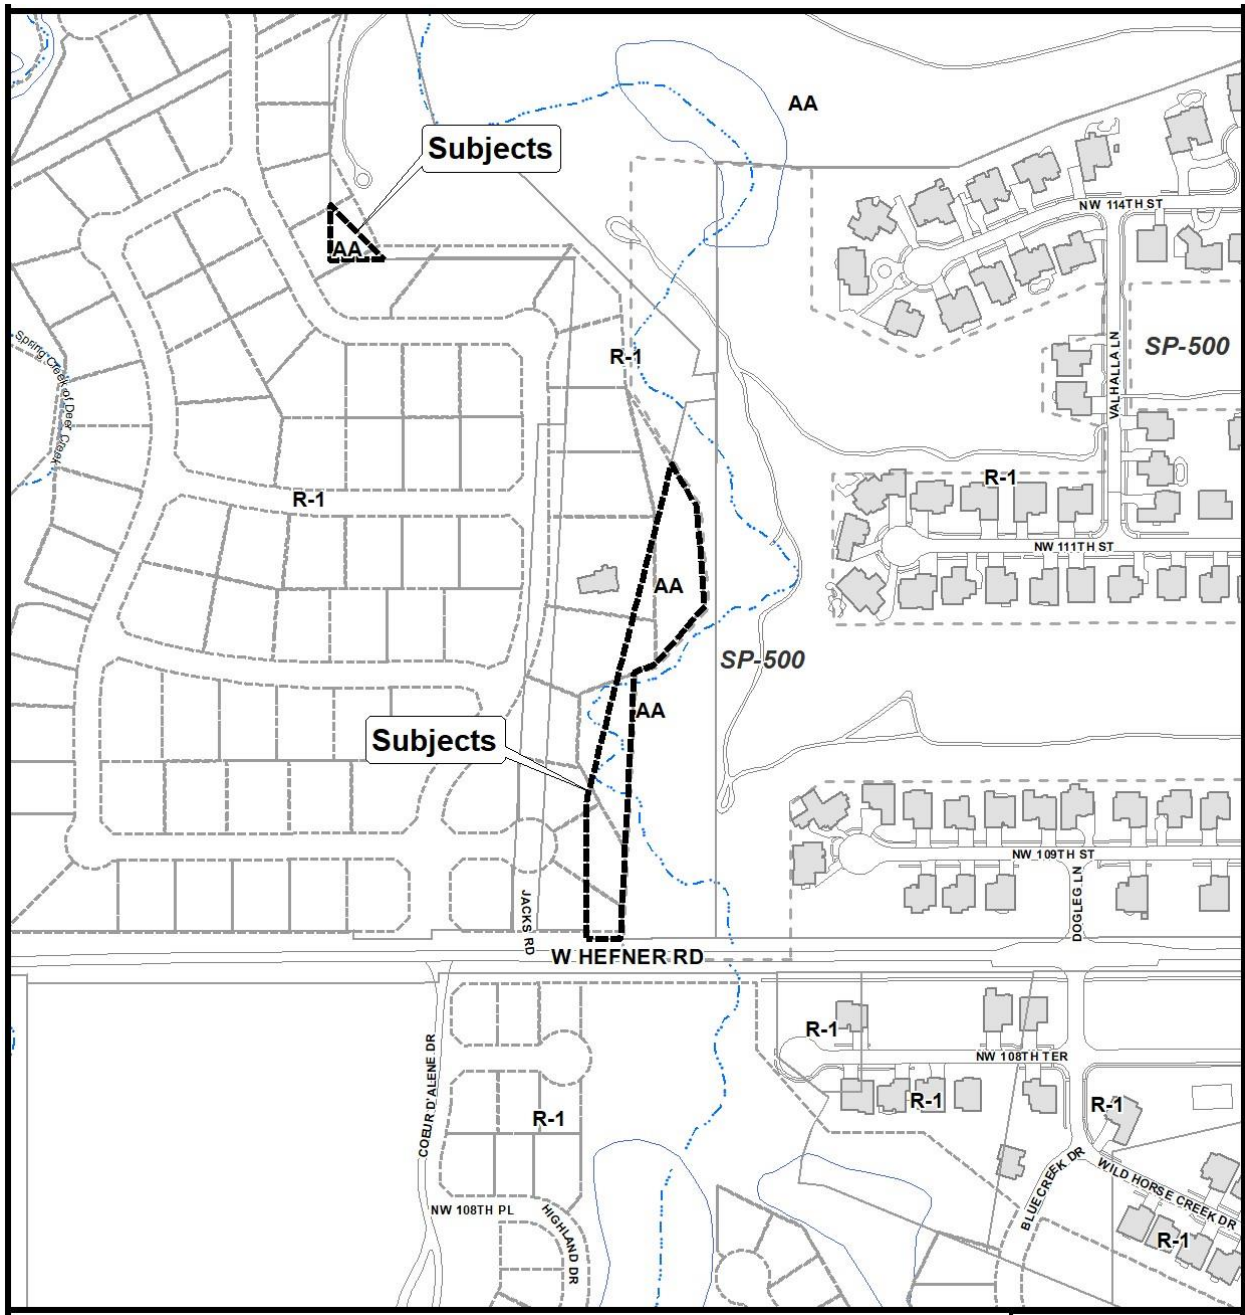 AA
Subjects
NW 114TH ST
AA
Spring Creek of Deer Creek
R-1
VALHALLA LN
SP-500
R-1
R-1
NW 111TH ST
AA
SP-500
AA
Subjects
NW 109TH ST
DOGLEG LN
JACKS RD
W HEFNER RD
COEUR D'ALENE DR
R-1
NW 108TH TER
R-1
R-1
R-1
BLUECREEK DR
WILD HORSE CREEK DR
NW 108TH PL
HIGHLAND DR
R-1